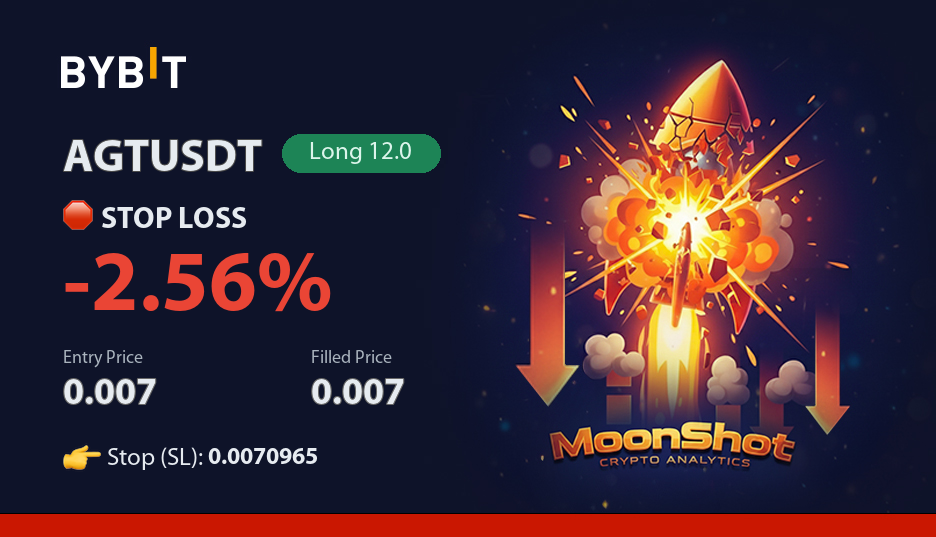 BYBIT
AGTUSDT Long 12.0
STOP LOSS
-2.56%
Entry Price Filled Price
0.007 0.007
Stop (SL): 0.0070965
MoonShot
CRYPTO ANALYTICS